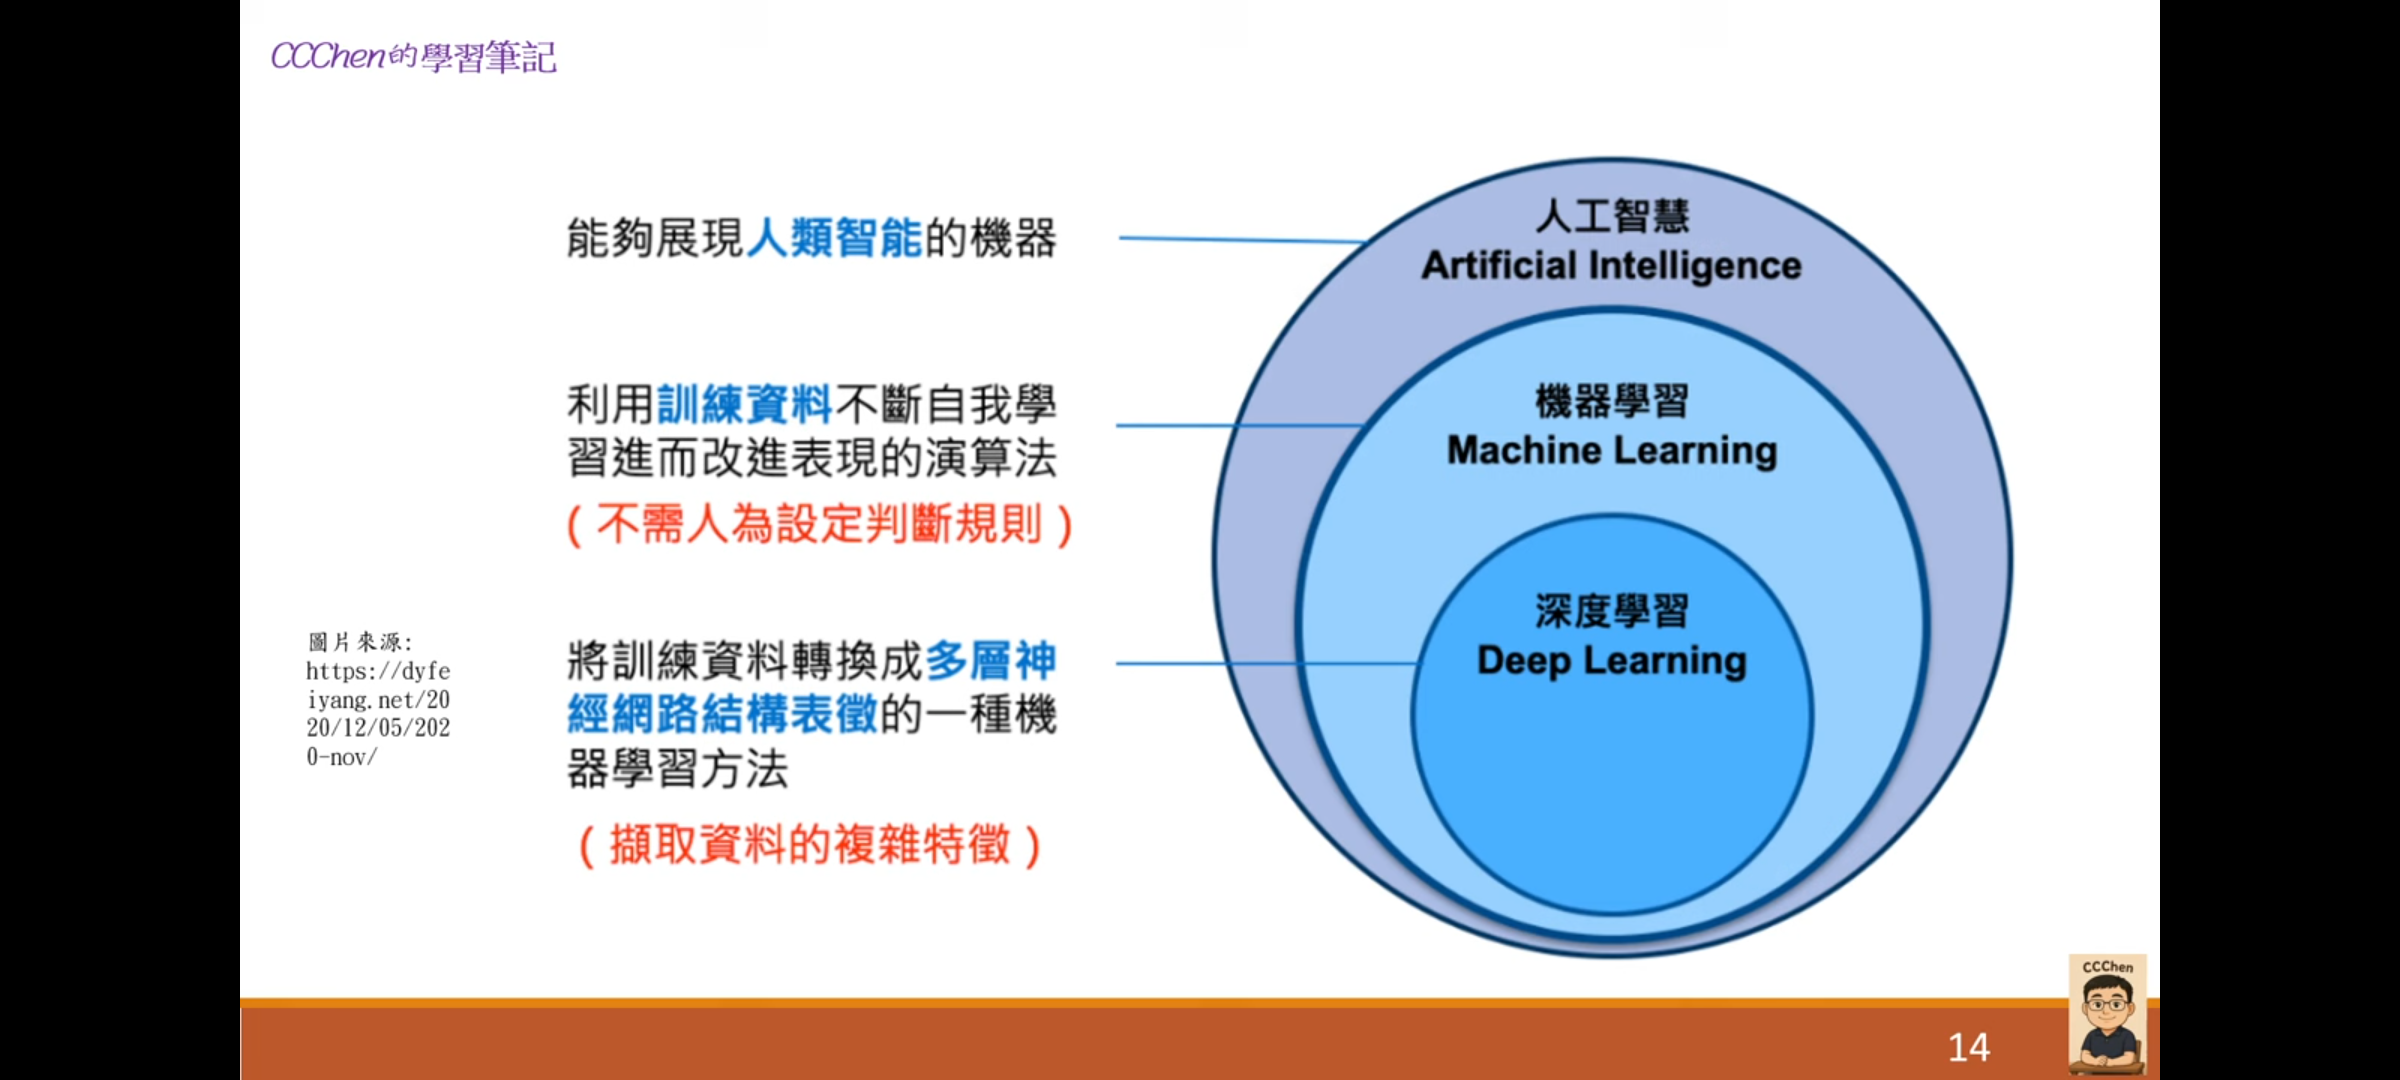 CCChen的學習筆記
能夠展現人類智能的機器
人工智慧
Artificial Intelligence
利用訓練資料不斷自我學
習進而改進表現的演算法
(不需人為設定判斷規則)
機器學習
Machine Learning
圖片來源:
https://dyfe
iyang.net/20
20/12/05/202
0-nov/
將訓練資料轉換成多層神
經網路結構表徵的一種機
器學習方法
(擷取資料的複雜特徵)
深度學習
Deep Learning
CCChen
14